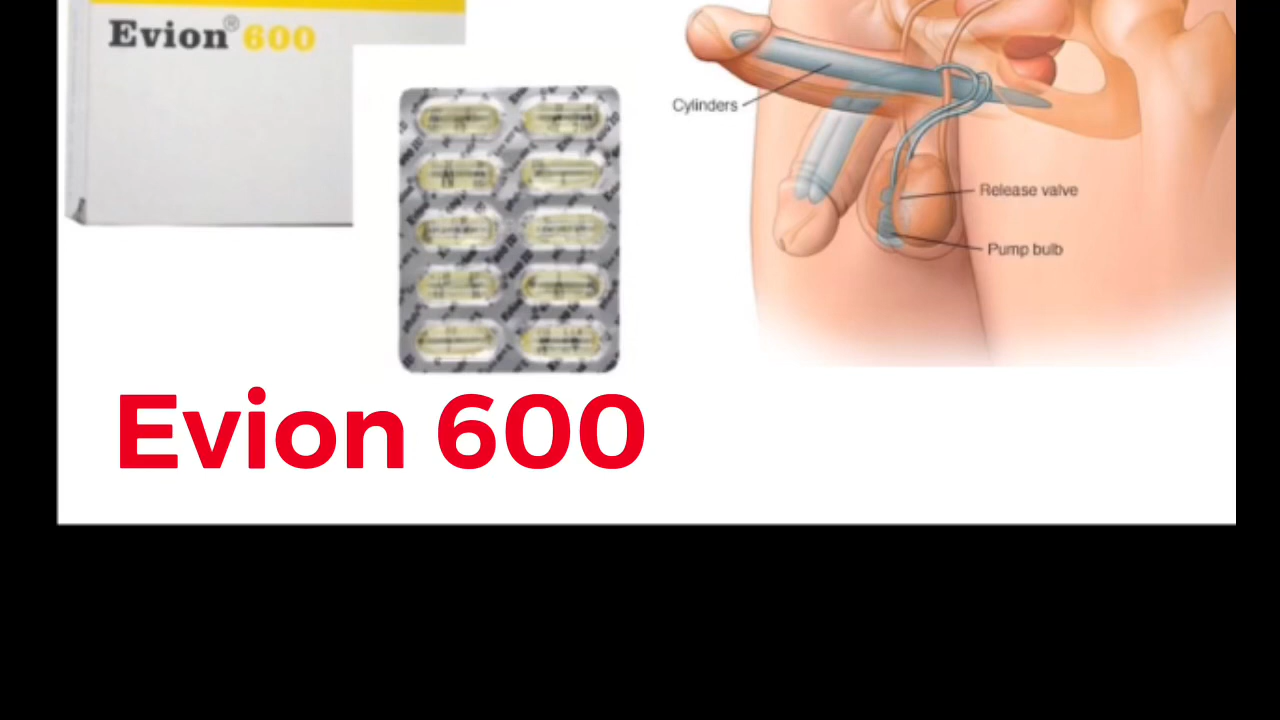 Evion® 600
Cylinders
Release valve
Pump bulb
Evion 600